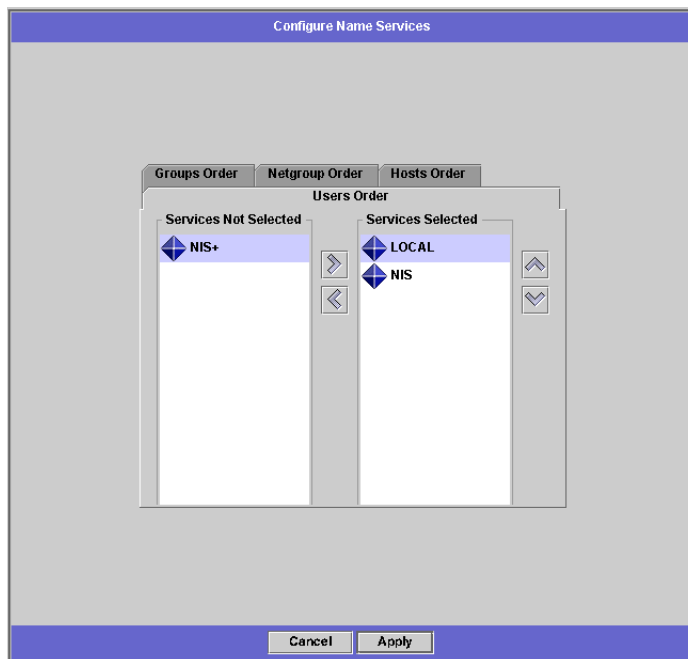 Configure Name Services
Groups Order Netgroup Order Hosts Order
Users Order
Services Not Selected Services Selected
NIS+ LOCAL
NIS
Cancel Apply